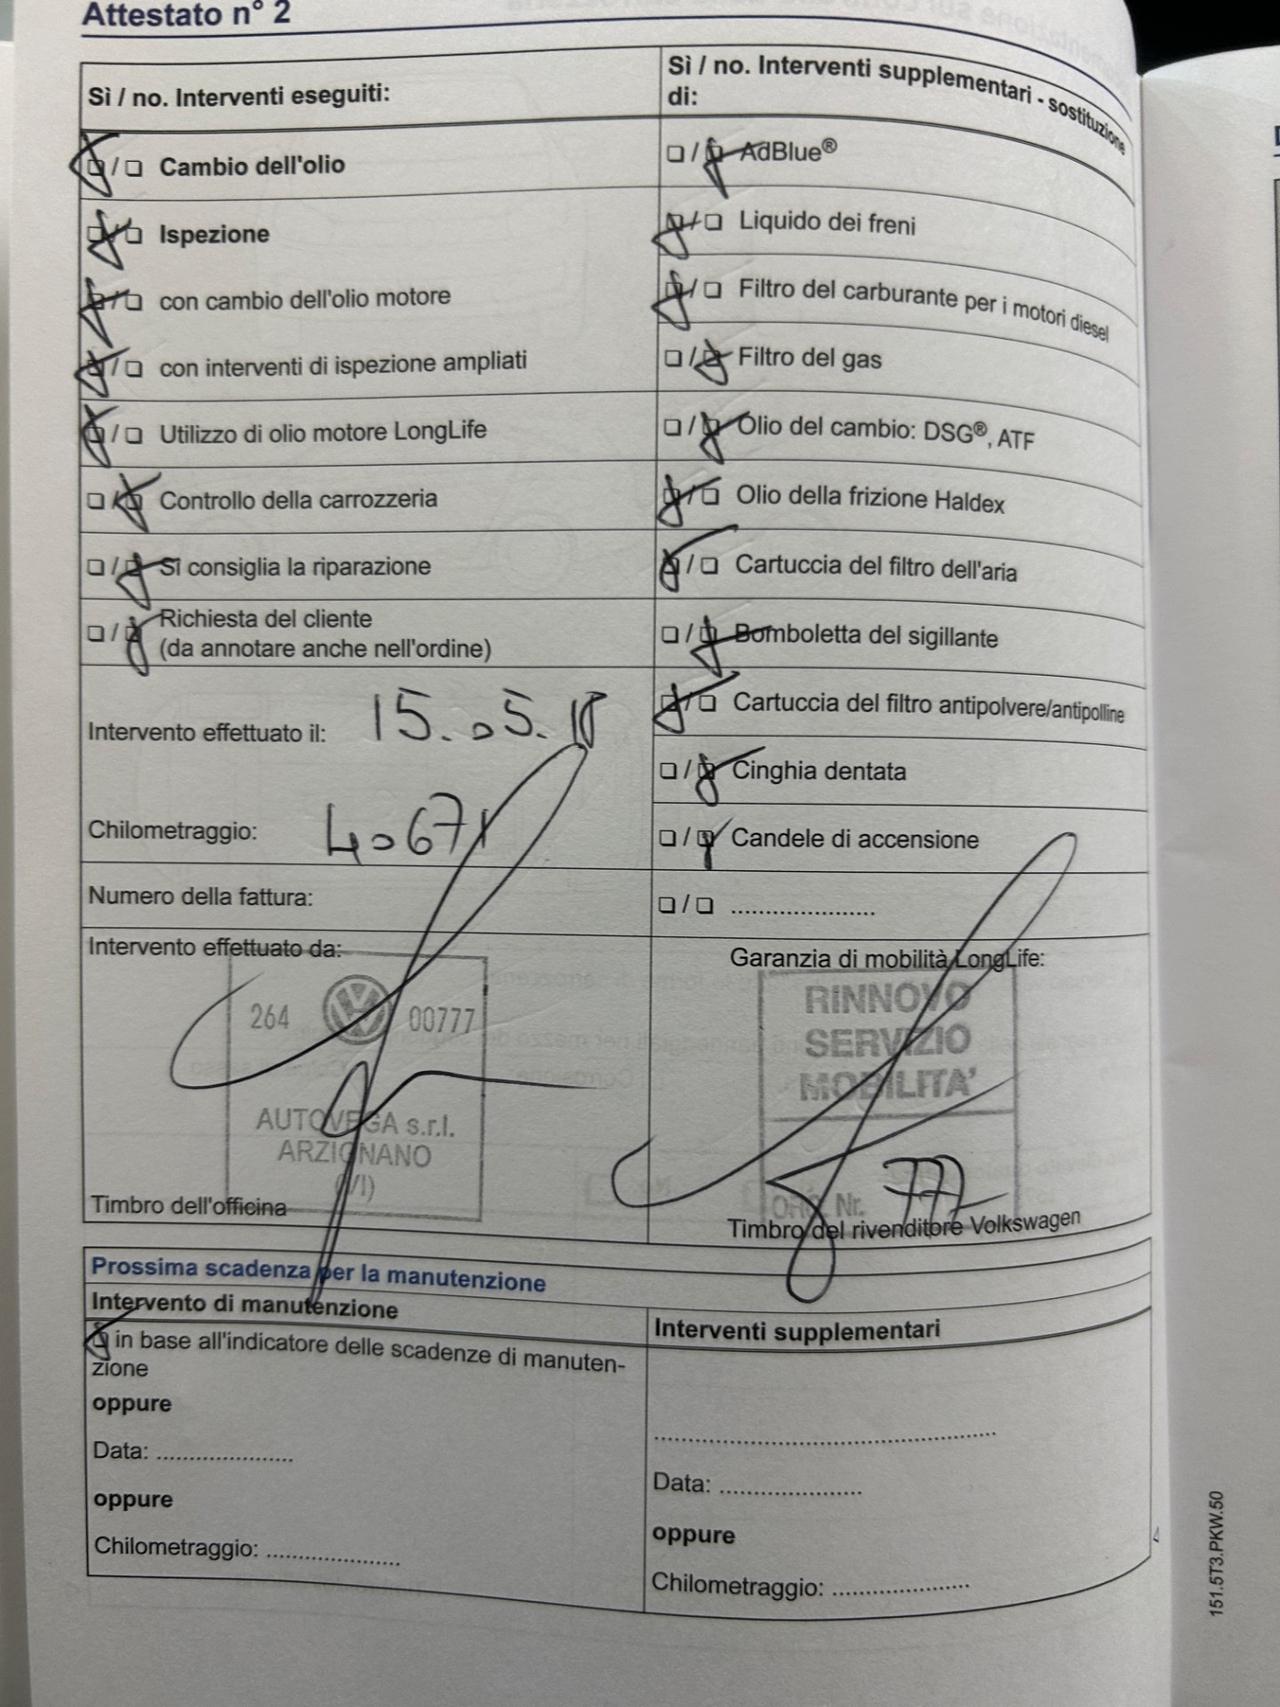 Attestato n° 2
Sì / no. Interventi eseguiti:
❏ / ❏ Cambio dell'olio
❏ / ❏ Ispezione
❏ / ❏ con cambio dell'olio motore
❏ / ❏ con interventi di ispezione ampliati
❏ / ❏ Utilizzo di olio motore LongLife
❏ / ❏ Controllo della carrozzeria
❏ / ❏ Si consiglia la riparazione
❏ / ❏ Richiesta del cliente
(da annotare anche nell'ordine)
Intervento effettuato il: 15.05.18
Chilometraggio: 40671
Numero della fattura:
Intervento effettuato da:
264 00777
AUTOVEGA s.r.l.
ARZIGNANO
(VI)
Timbro dell'officina
Sì / no. Interventi supplementari - sostituzione
di:
❏ / ❏ AdBlue®
❏ / ❏ Liquido dei freni
❏ / ❏ Filtro del carburante per i motori diesel
❏ / ❏ Filtro del gas
❏ / ❏ Olio del cambio: DSG®, ATF
❏ / ❏ Olio della frizione Haldex
❏ / ❏ Cartuccia del filtro dell'aria
❏ / ❏ Bomboletta del sigillante
❏ / ❏ Cartuccia del filtro antipolvere/antipolline
❏ / ❏ Cinghia dentata
❏ / ❏ Candele di accensione
❏ / ❏ ......................
Garanzia di mobilità LongLife:
RINNOVO
SERVIZIO
MOBILITA'
ORG. Nr. 777
Timbro del rivenditore Volkswagen
Prossima scadenza per la manutenzione
Intervento di manutenzione
❏ in base all'indicatore delle scadenze di manuten-
zione
oppure
Data: .....................
oppure
Chilometraggio: .....................
Interventi supplementari
.....................................................
Data: ......................
oppure
Chilometraggio: .....................
151.5T3.PKW.50